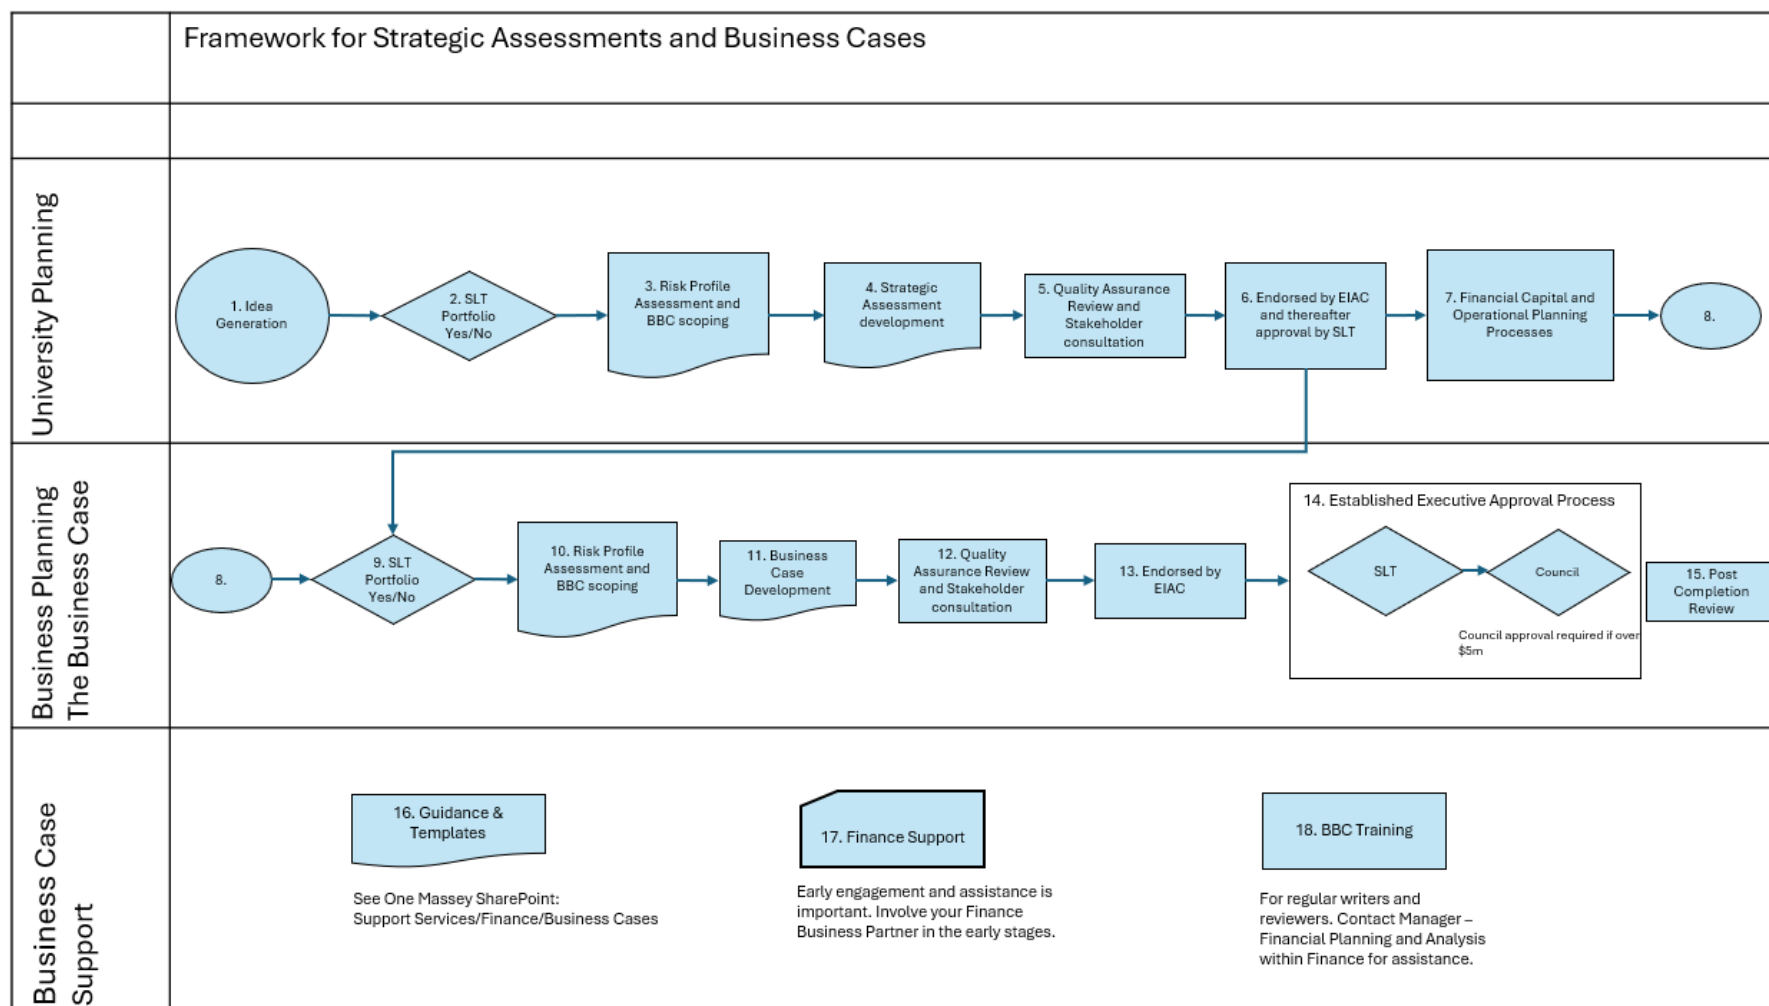 Framework for Strategic Assessments and Business Cases
University Planning
1. Idea
Generation
2. SLT
Portfolio
Yes/No
3. Risk Profile
Assessment and
BBC scoping
4. Strategic
Assessment
development
5. Quality Assurance
Review and
Stakeholder
consultation
6. Endorsed by EIAC
and thereafter
approval by SLT
7. Financial Capital and
Operational Planning
Processes
8.
Business Planning
The Business Case
8.
9. SLT
Portfolio
Yes/No
10. Risk Profile
Assessment and
BBC scoping
11. Business
Case
Development
12. Quality
Assurance Review
and Stakeholder
consultation
13. Endorsed by
EIAC
14. Established Executive Approval Process
SLT
Council
Council approval required if over
$5m
15. Post
Completion
Review
Business Case
Support
16. Guidance &
Templates
See One Massey SharePoint:
Support Services/Finance/Business Cases
17. Finance Support
Early engagement and assistance is
important. Involve your Finance
Business Partner in the early stages.
18. BBC Training
For regular writers and
reviewers. Contact Manager –
Financial Planning and Analysis
within Finance for assistance.